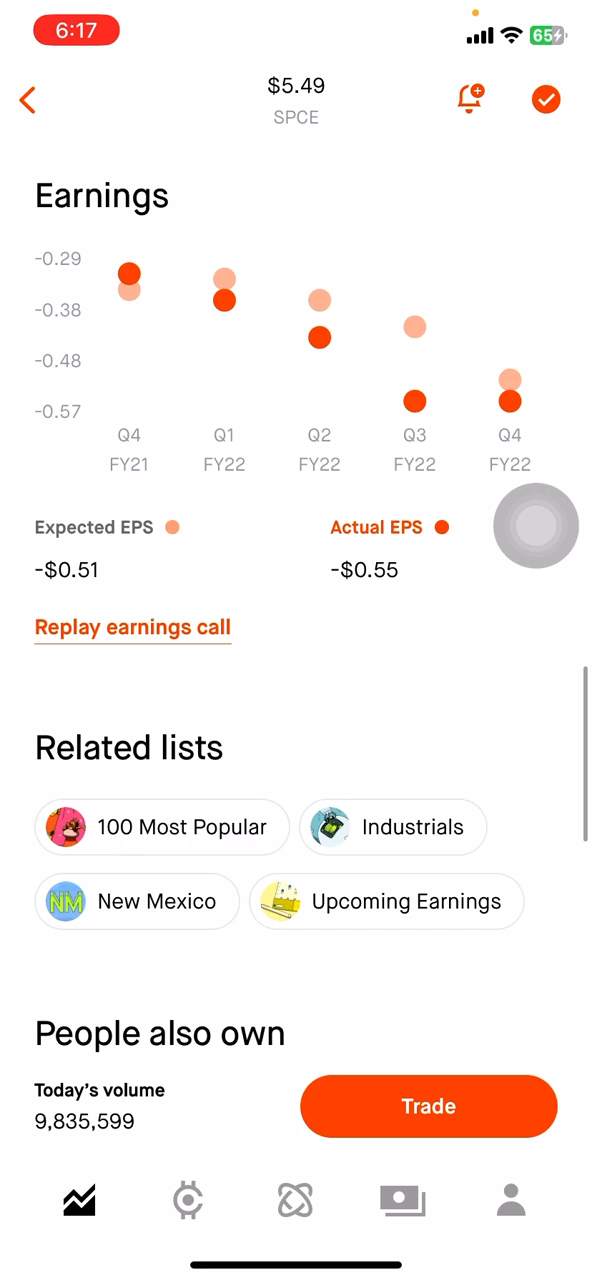 6:17
65
$5.49
SPCE
Earnings
-0.29
-0.38
-0.48
-0.57
Q4 Q1 Q2 Q3 Q4
FY21 FY22 FY22 FY22 FY22
Expected EPS Actual EPS
-$0.51 -$0.55
Replay earnings call
Related lists
100 Most Popular Industrials
NM New Mexico Upcoming Earnings
People also own
Today's volume
9,835,599
Trade